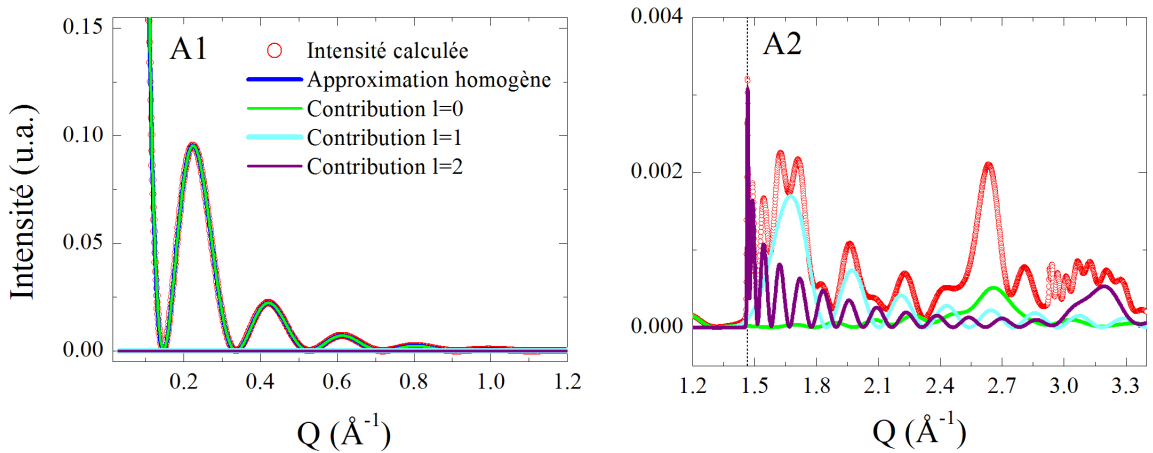 A1
Intensité calculée
Approximation homogène
Contribution l=0
Contribution l=1
Contribution l=2
Intensité (u.a.)
0.15
0.10
0.05
0.00
0.2 0.4 0.6 0.8 1.0 1.2
Q (Å⁻¹)
A2
0.004
0.002
0.000
1.2 1.5 1.8 2.1 2.4 2.7 3.0 3.3
Q (Å⁻¹)